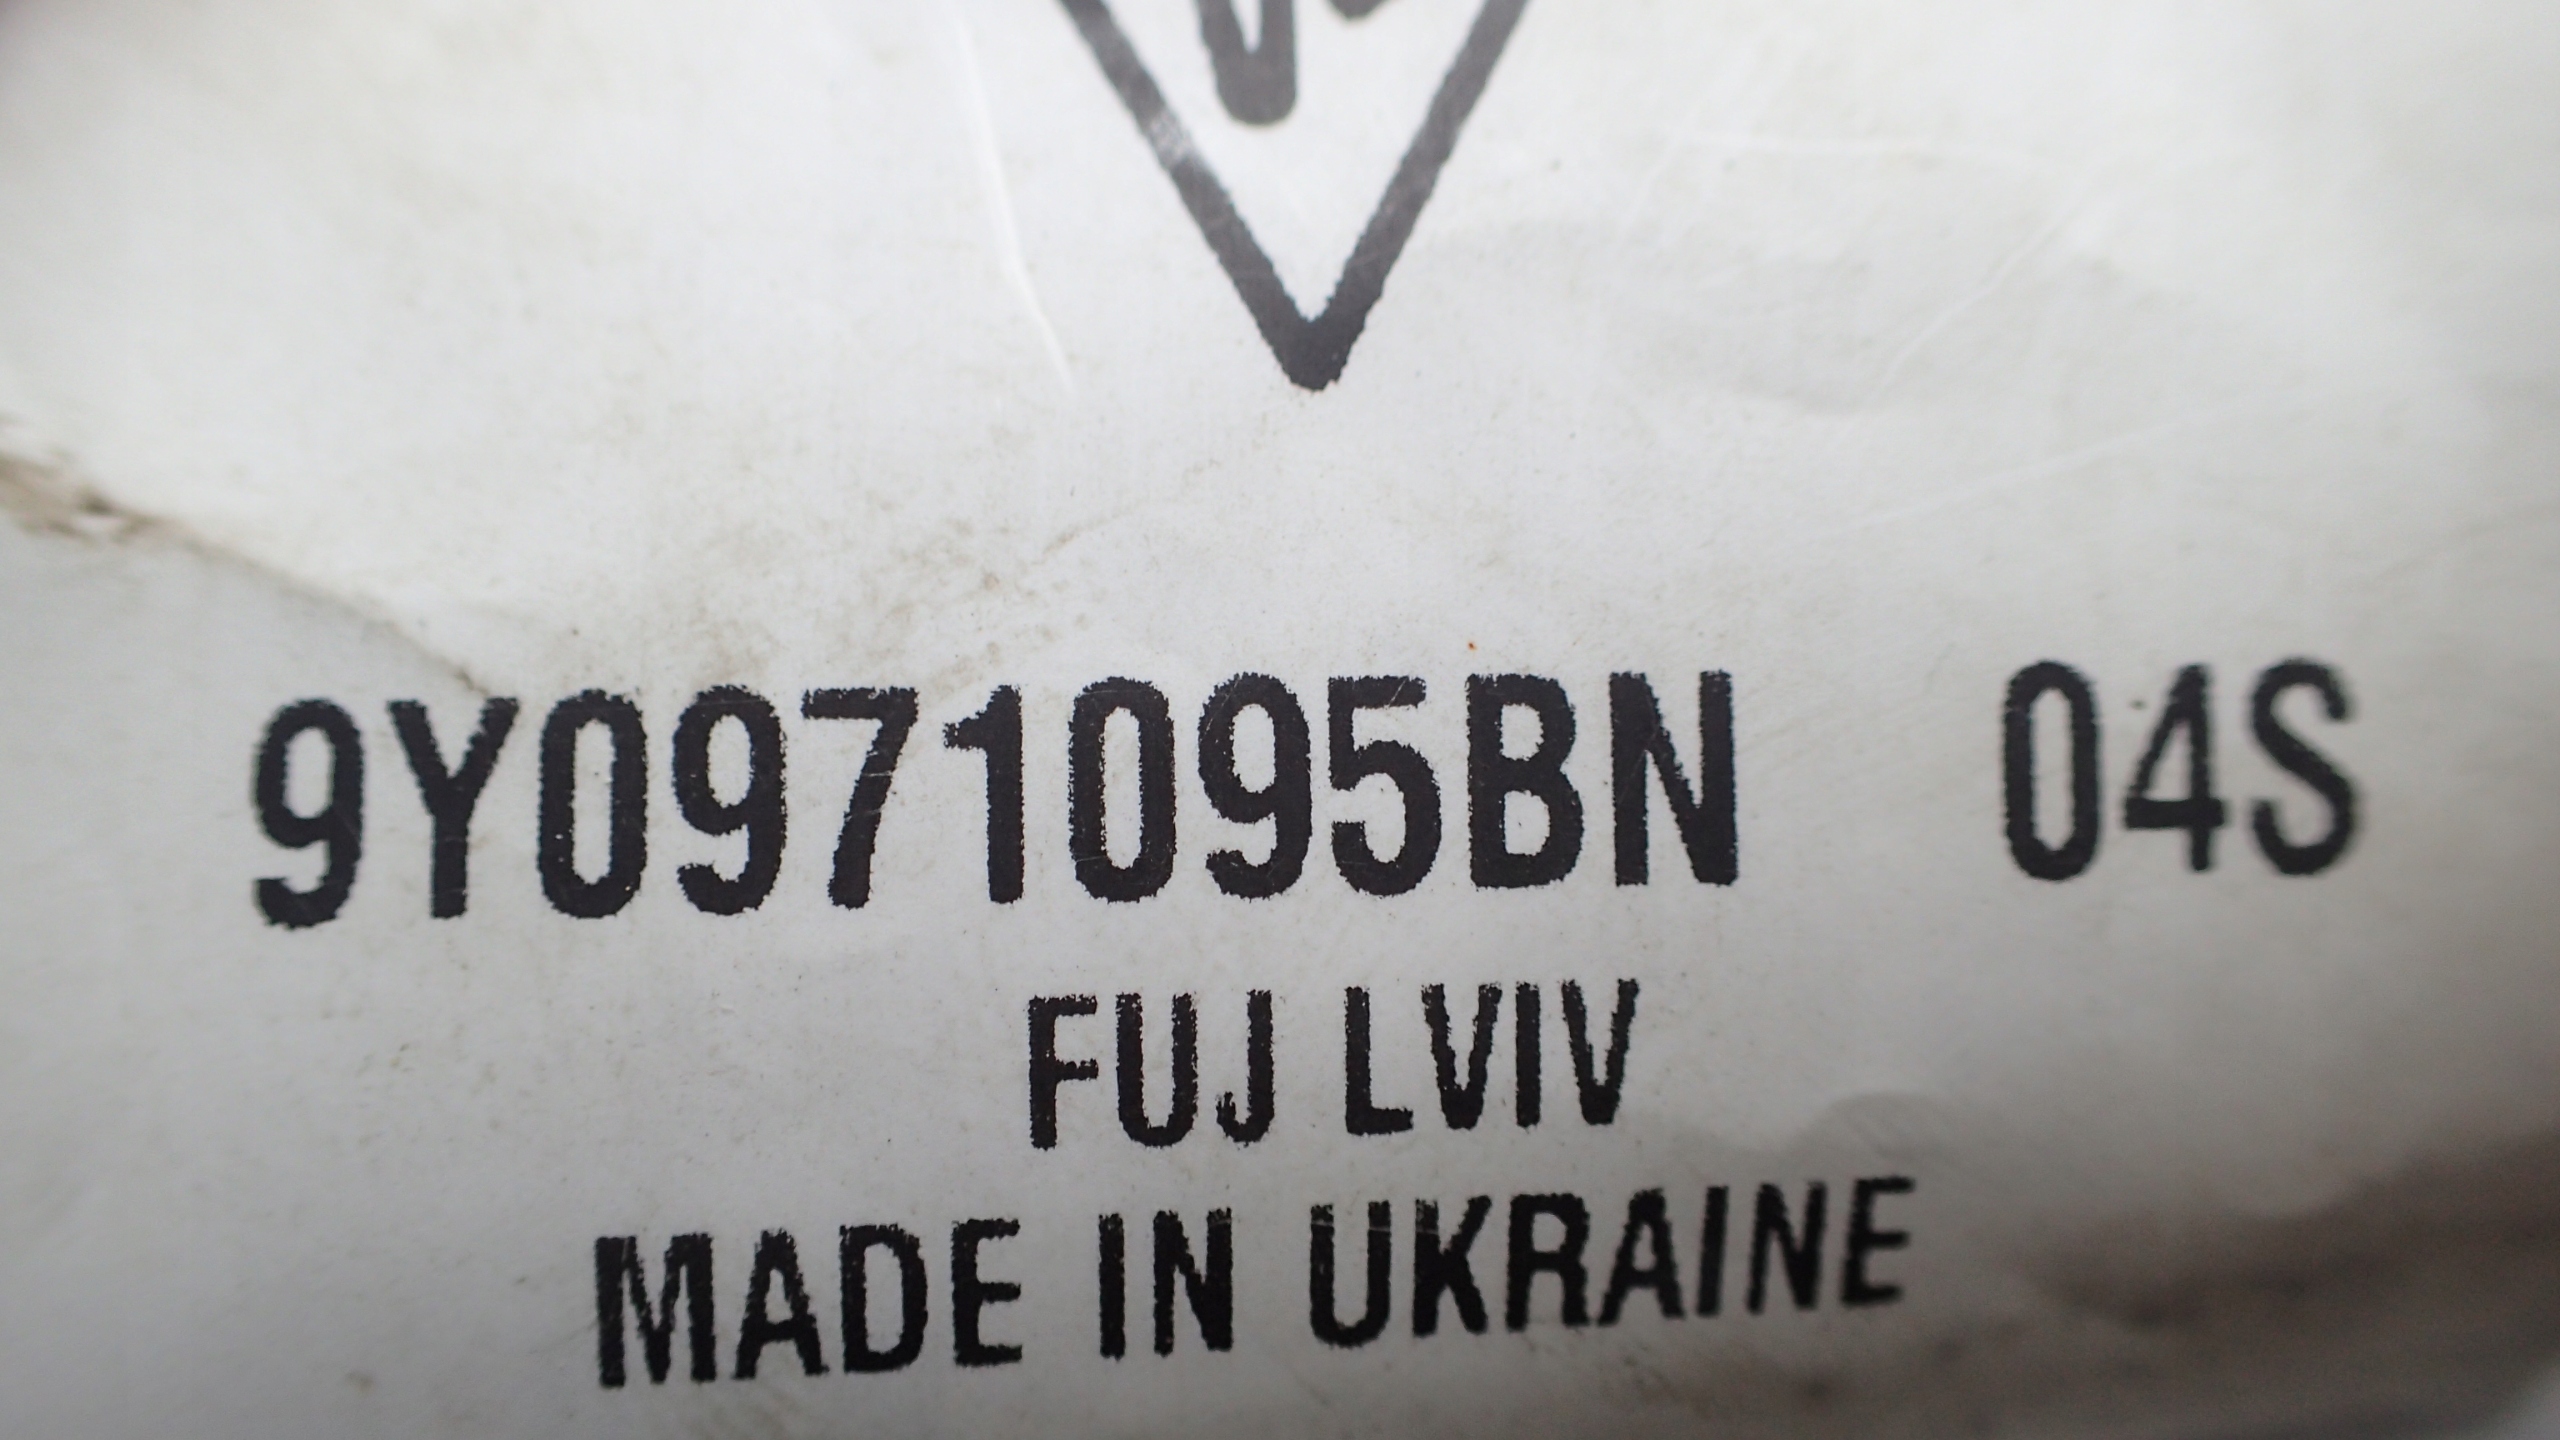 9Y0971095BN 04S
FUJ LVIV
MADE IN UKRAINE